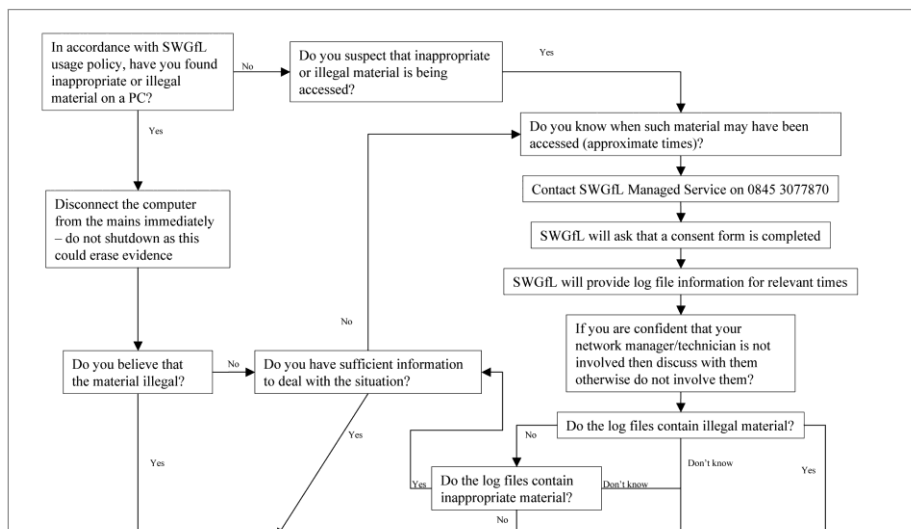 In accordance with SWGfL
usage policy, have you found
inappropriate or illegal
material on a PC?
No
Do you suspect that inappropriate
or illegal material is being
accessed?
Yes
Yes
Do you know when such material may have been
accessed (approximate times)?
Contact SWGfL Managed Service on 0845 3077870
Disconnect the computer
from the mains immediately
– do not shutdown as this
could erase evidence
SWGfL will ask that a consent form is completed
SWGfL will provide log file information for relevant times
No
If you are confident that your
network manager/technician is not
involved then discuss with them
otherwise do not involve them?
Do you believe that
the material illegal?
No
Do you have sufficient information
to deal with the situation?
Do the log files contain illegal material?
Yes
Yes
No
Don't know
Yes
Do the log files contain
inappropriate material?
Yes
Don't know
No